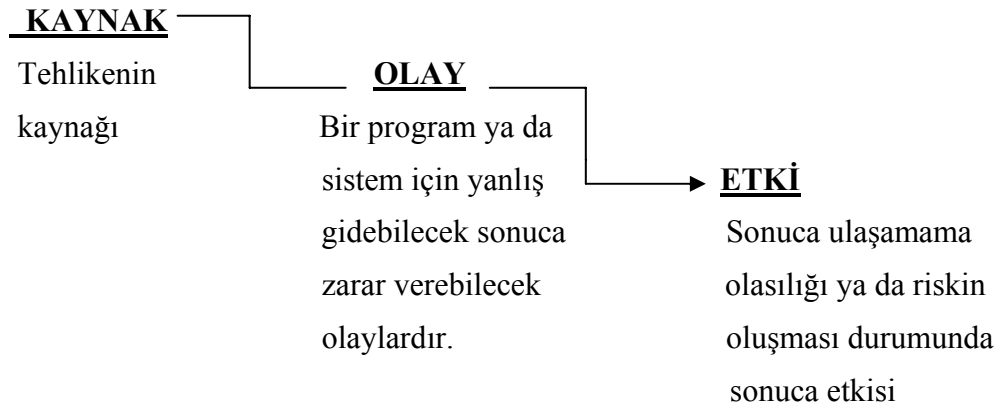 KAYNAK
Tehlikenin
kaynağı
OLAY
Bir program ya da
sistem için yanlış
gidebilecek sonuca
zarar verebilecek
olaylardır.
ETKİ
Sonuca ulaşamama
olasılığı ya da riskin
oluşması durumunda
sonuca etkisi